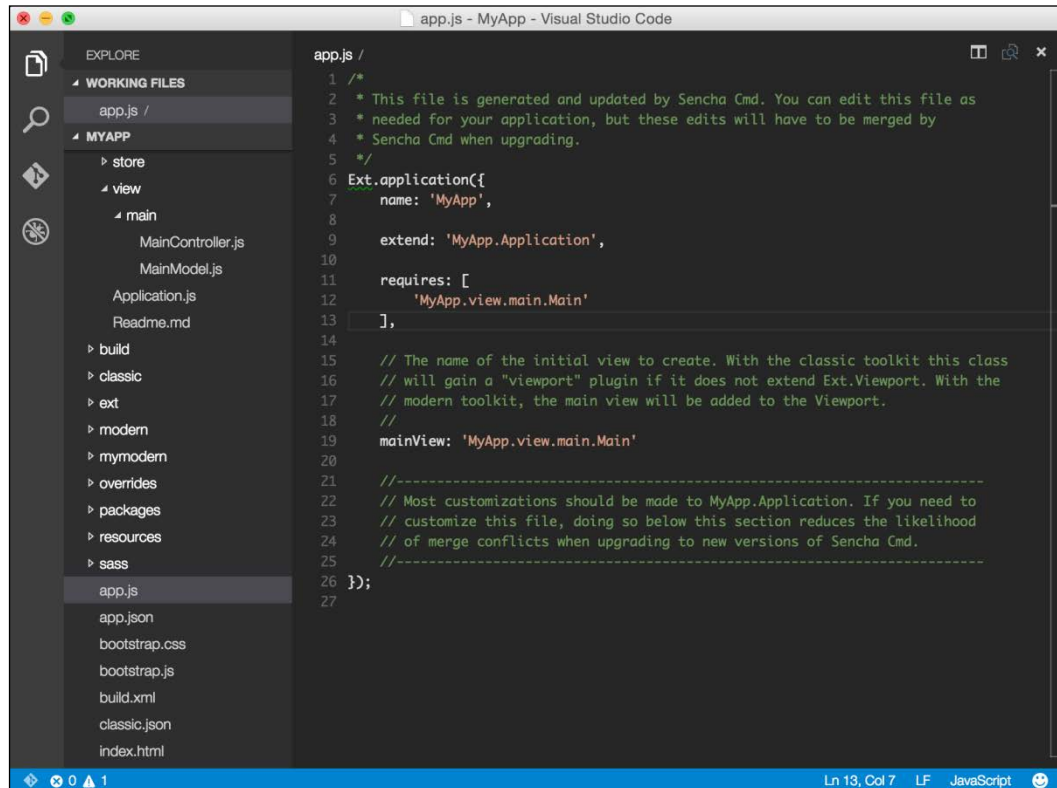 app.js - MyApp - Visual Studio Code
EXPLORE
WORKING FILES
app.js /
MYAPP
store
view
main
MainController.js
MainModel.js
Application.js
Readme.md
build
classic
ext
modern
mymodern
overrides
packages
resources
sass
app.js
app.json
bootstrap.css
bootstrap.js
build.xml
classic.json
index.html
app.js /
1 /*
2  * This file is generated and updated by Sencha Cmd. You can edit this file as
3  * needed for your application, but these edits will have to be merged by
4  * Sencha Cmd when upgrading.
5  */
6 Ext.application({
7     name: 'MyApp',
8
9     extend: 'MyApp.Application',
10
11     requires: [
12         'MyApp.view.main.Main'
13     ],
14
15     // The name of the initial view to create. With the classic toolkit this class
16     // will gain a "viewport" plugin if it does not extend Ext.Viewport. With the
17     // modern toolkit, the main view will be added to the Viewport.
18     //
19     mainView: 'MyApp.view.main.Main'
20
21     //-------------------------------------------------------------------------
22     // Most customizations should be made to MyApp.Application. If you need to
23     // customize this file, doing so below this section reduces the likelihood
24     // of merge conflicts when upgrading to new versions of Sencha Cmd.
25     //-------------------------------------------------------------------------
26 });
27
0 1
Ln 13, Col 7 LF JavaScript